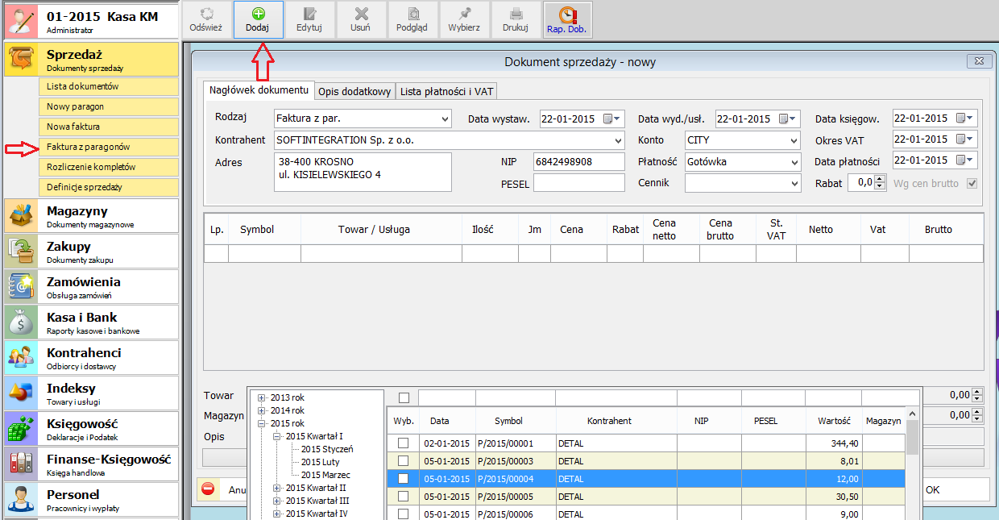 01-2015 Kasa KM
Administrator
Odśwież
Dodaj
Edytuj
Usuń
Podgląd
Wybierz
Drukuj
Rap. Dob.
Sprzedaż
Dokumenty sprzedaży
Lista dokumentów
Nowy paragon
Nowa faktura
Faktura z paragonów
Rozliczenie kompletów
Definicje sprzedaży
Magazyny
Dokumenty magazynowe
Zakupy
Dokumenty zakupu
Zamówienia
Obsługa zamówień
Kasa i Bank
Raporty kasowe i bankowe
Kontrahenci
Odbiorcy i dostawcy
Indeksy
Towary i usługi
Księgowość
Deklaracje i Podatek
Finanse-Księgowość
Księga handlowa
Personel
Pracownicy i wypłaty
Dokument sprzedaży - nowy
Nagłówek dokumentu Opis dodatkowy Lista płatności i VAT
Rodzaj Faktura z par. Data wystaw. 22-01-2015 Data wyd./usł. 22-01-2015 Data księgow. 22-01-2015
Kontrahent SOFTINTEGRATION Sp. z o.o. Konto CITY Okres VAT 22-01-2015
Adres 38-400 KROSNO NIP 6842498908 Płatność Gotówka Data płatności 22-01-2015
ul. KISIELEWSKIEGO 4 PESEL Cennik Rabat 0,0 Wg cen brutto
Lp. Symbol Towar / Usługa Ilość Jm Cena Rabat Cena netto Cena brutto St. VAT Netto Vat Brutto
Towar
Magazyn
Opis
Anu
2013 rok
2014 rok
2015 rok
2015 Kwartał I
2015 Styczeń
2015 Luty
2015 Marzec
2015 Kwartał II
2015 Kwartał III
2015 Kwartał IV
Wyb. Data Symbol Kontrahent NIP PESEL Wartość Magazyn
02-01-2015 P/2015/00001 DETAL 344,40
05-01-2015 P/2015/00003 DETAL 8,01
05-01-2015 P/2015/00004 DETAL 12,00
05-01-2015 P/2015/00005 DETAL 30,50
05-01-2015 P/2015/00006 DETAL 9,00
0,00
0,00
OK